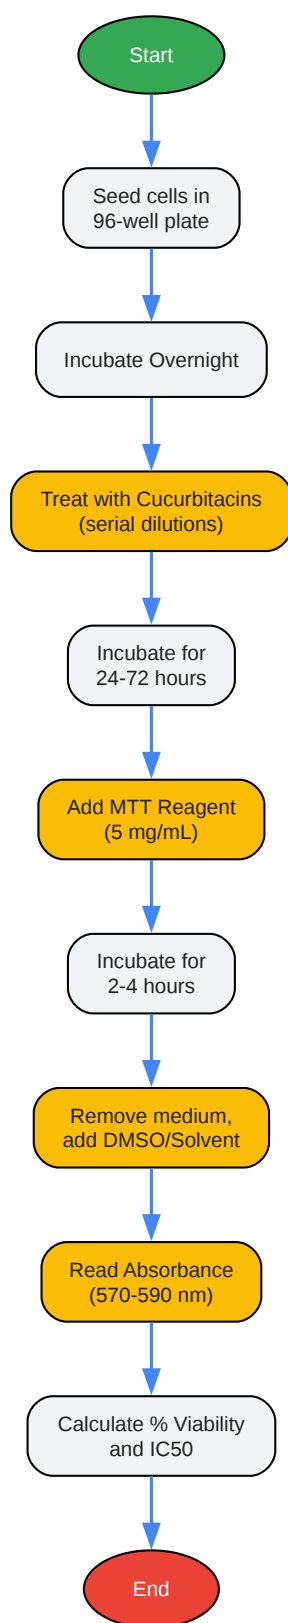 Start
Seed cells in
96-well plate
Incubate Overnight
Treat with Cucurbitacins
(serial dilutions)
Incubate for
24-72 hours
Add MTT Reagent
(5 mg/mL)
Incubate for
2-4 hours
Remove medium,
add DMSO/Solvent
Read Absorbance
(570-590 nm)
Calculate % Viability
and IC50
End